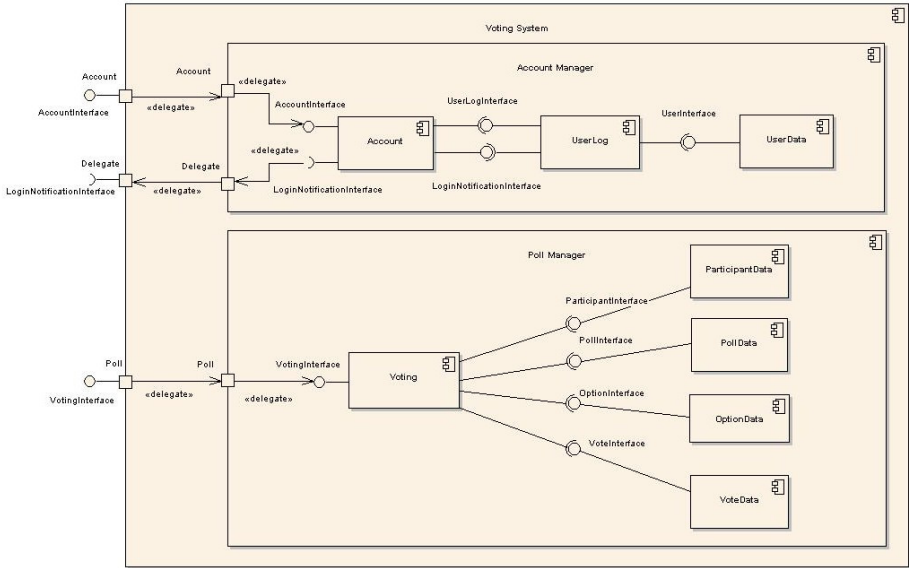 Voting System
Account Manager
Account
Account
«delegate»
AccountInterface
«delegate»
AccountInterface
UserLogInterface
UserInterface
Account
UserLog
UserData
Delegate
Delegate
«delegate»
LoginNotificationInterface
«delegate»
LoginNotificationInterface
LoginNotificationInterface
Poll Manager
ParticipantData
ParticipantInterface
PollInterface
PollData
Poll
Poll
VotingInterface
Voting
VotingInterface
«delegate»
«delegate»
OptionInterface
OptionData
VoteInterface
VoteData